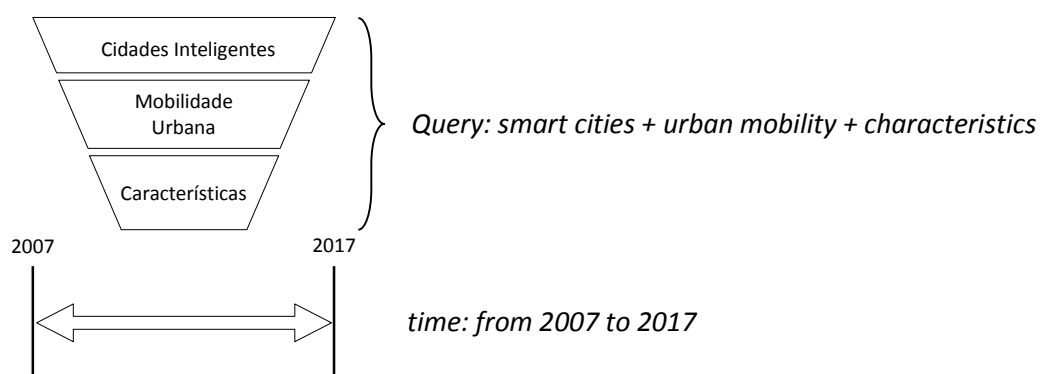 Cidades Inteligentes
Mobilidade
Urbana
Características
Query: smart cities + urban mobility + characteristics
2007
2017
time: from 2007 to 2017